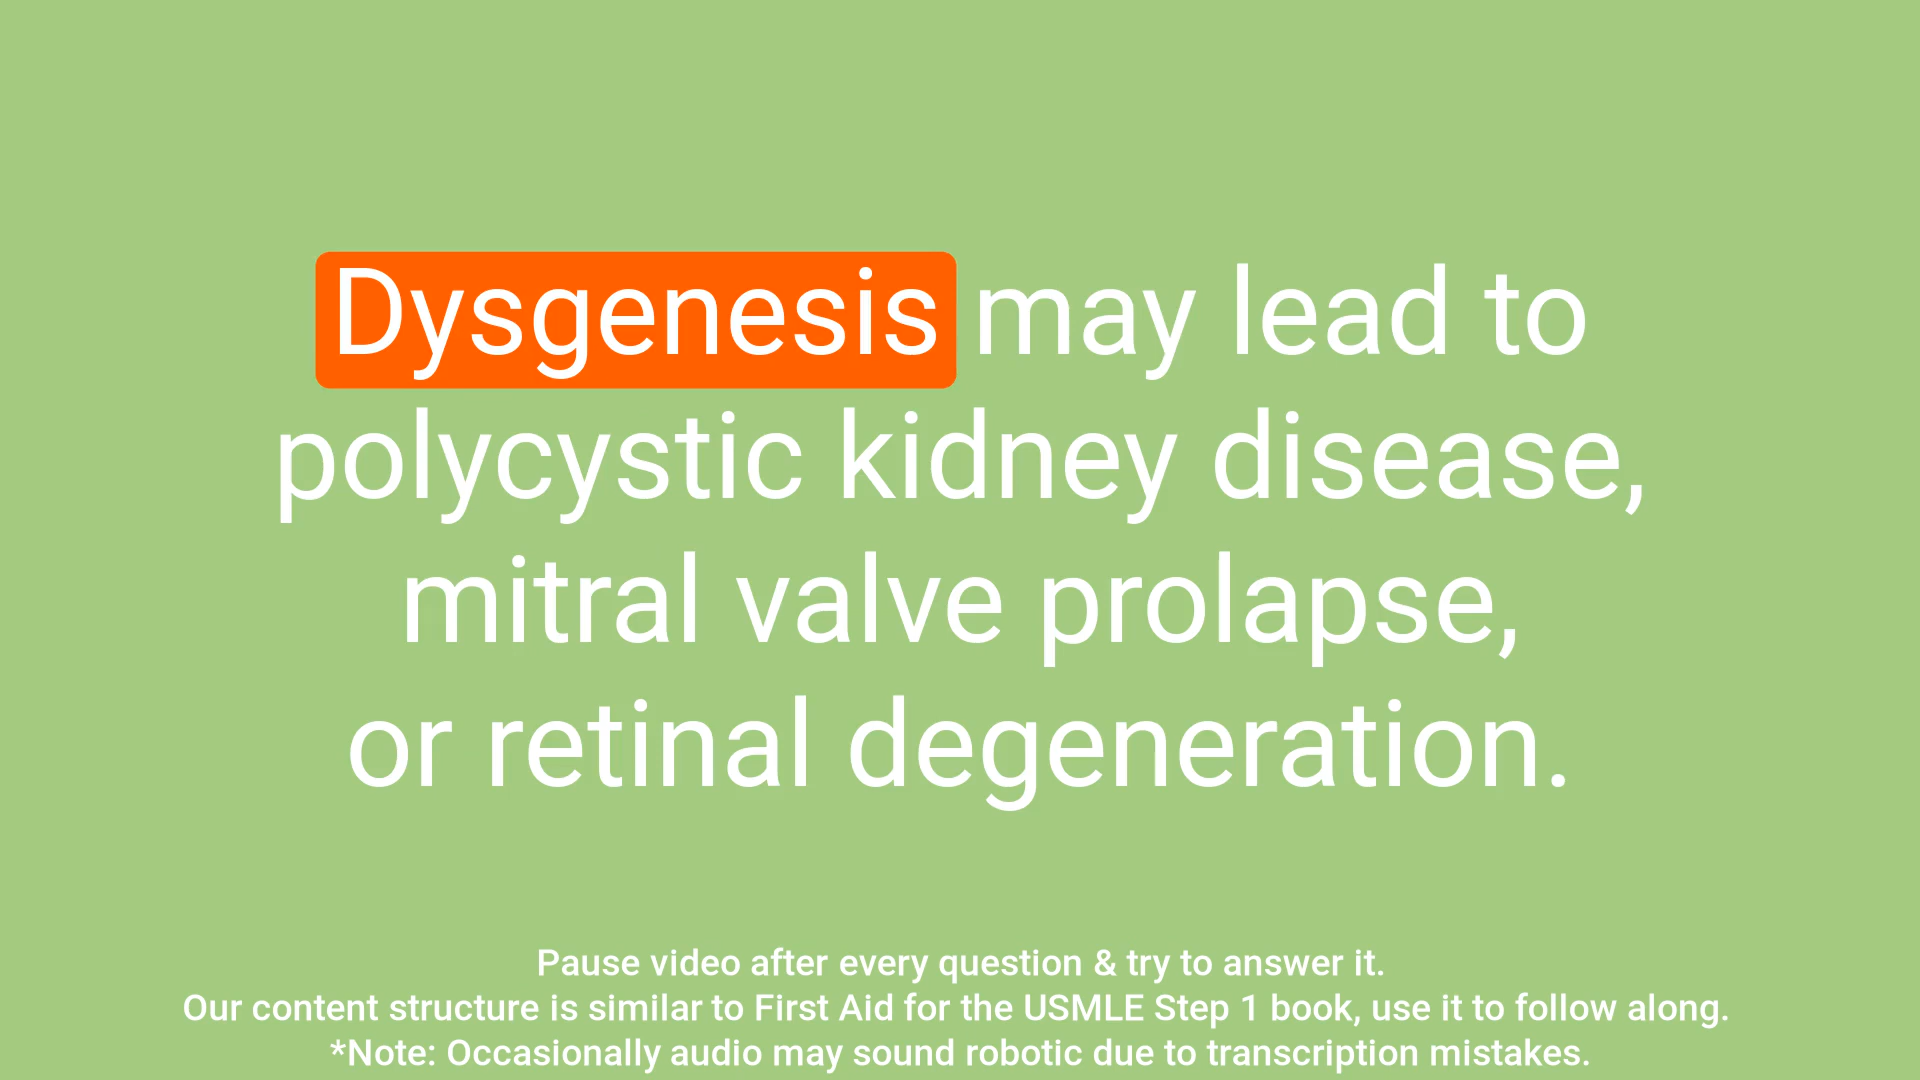 Dysgenesis may lead to
polycystic kidney disease,
mitral valve prolapse,
or retinal degeneration.
Pause video after every question & try to answer it.
Our content structure is similar to First Aid for the USMLE Step 1 book, use it to follow along.
*Note: Occasionally audio may sound robotic due to transcription mistakes.